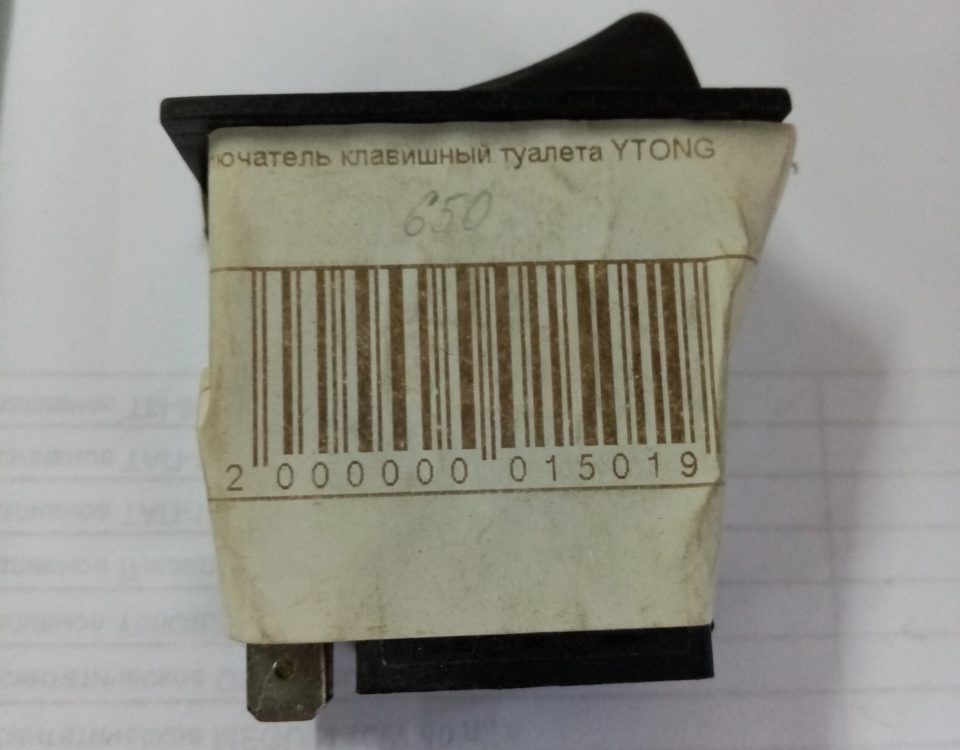 ючатель клавишный туалета YTONG
650
2 000000 015019